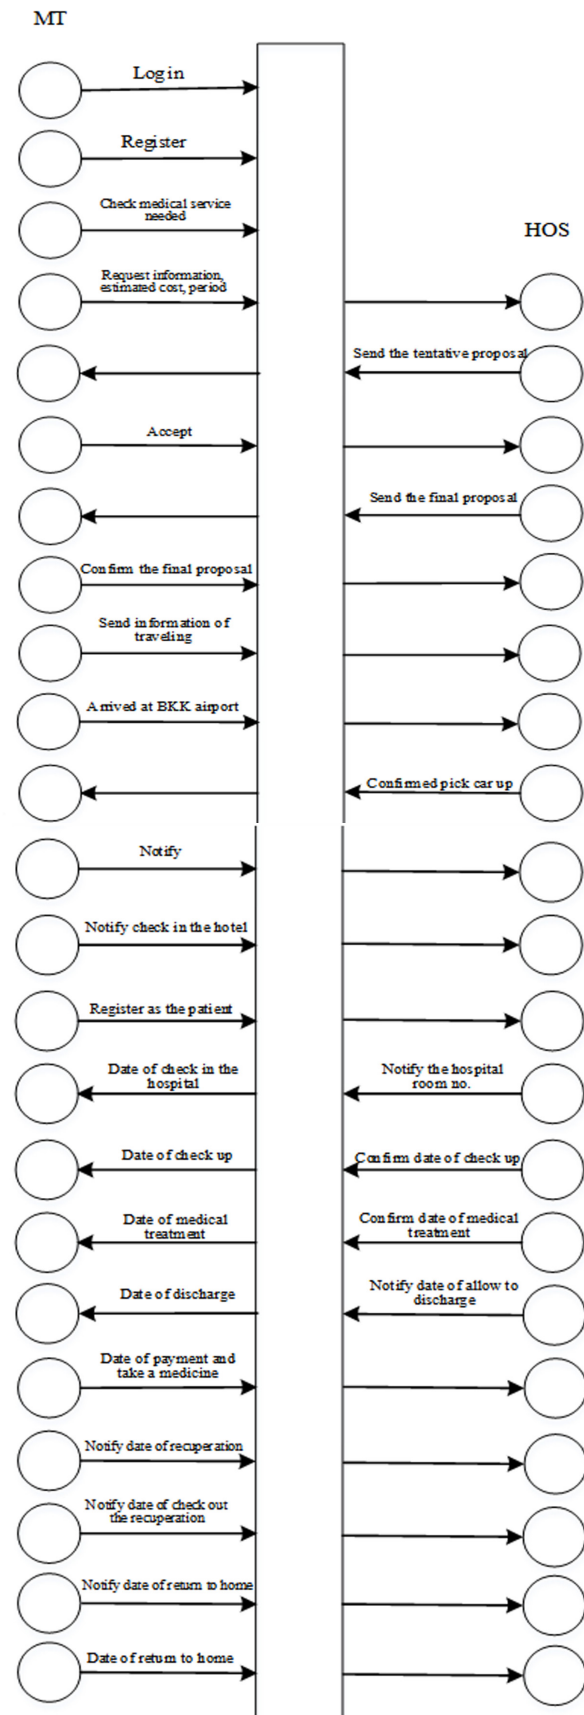 MT
Login
Register
Check medical service
needed
HOS
Request information,
estimated cost, period
Send the tentative proposal
Accept
Send the final proposal
Confirm the final proposal
Send information of
traveling
Arrived at BKK airport
Confirmed pick car up
Notify
Notify check in the hotel
Register as the patient
Date of check in the
hospital
Notify the hospital
room no.
Date of check up
Confirm date of check up
Date of medical
treatment
Confirm date of medical
treatment
Date of discharge
Notify date of allow to
discharge
Date of payment and
take a medicine
Notify date of recuperation
Notify date of check out
the recuperation
Notify date of return to home
Date of return to home